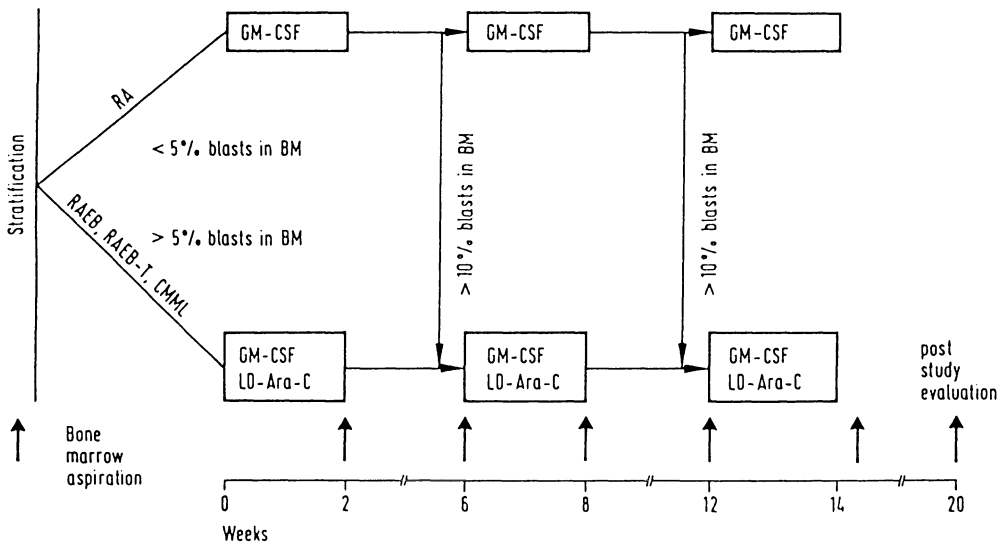 GM-CSF
GM-CSF
GM-CSF
Stratification
RA
< 5% blasts in BM
> 5% blasts in BM
RAEB, RAEB-T, CMML
> 10% blasts in BM
> 10% blasts in BM
GM-CSF
LD-Ara-C
GM-CSF
LD-Ara-C
GM-CSF
LD-Ara-C
post
study
evaluation
Bone
marrow
aspiration
0
2
6
8
12
14
20
Weeks